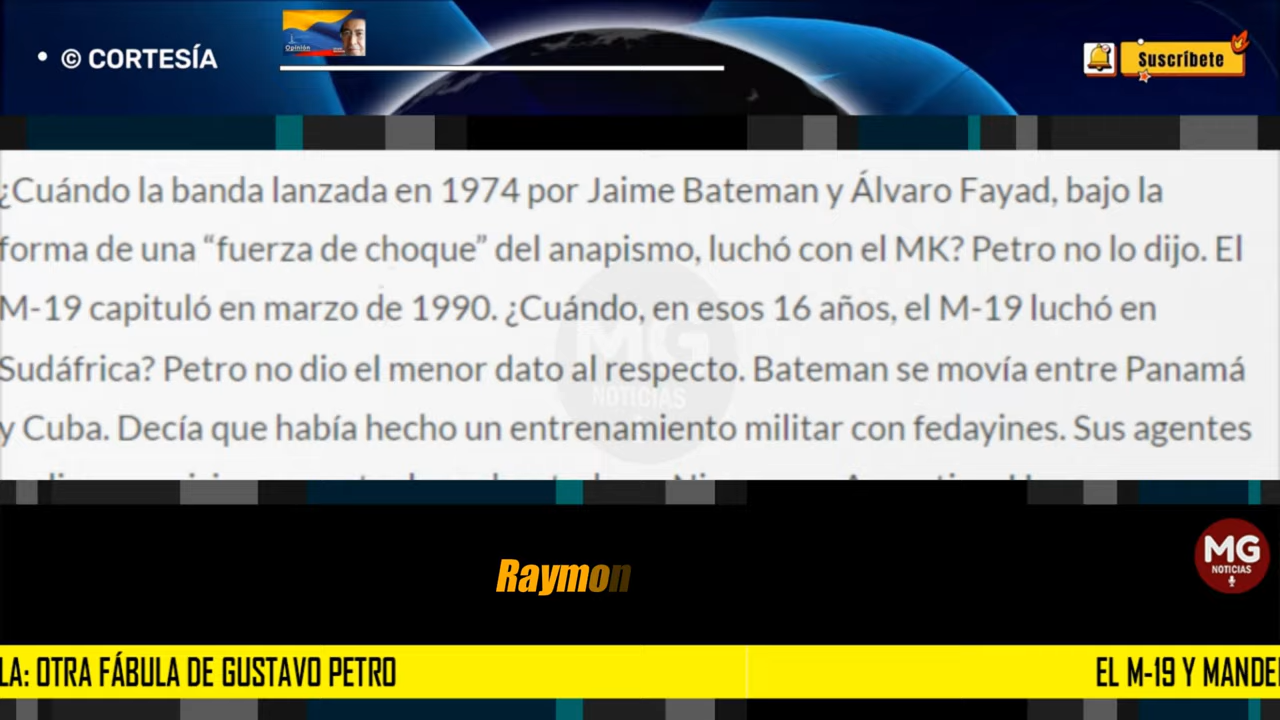 • © CORTESÍA
Opinión
Suscríbete
¿Cuándo la banda lanzada en 1974 por Jaime Bateman y Álvaro Fayad, bajo la
forma de una “fuerza de choque” del anapismo, luchó con el MK? Petro no lo dijo. El
M-19 capituló en marzo de 1990. ¿Cuándo, en esos 16 años, el M-19 luchó en
Sudáfrica? Petro no dio el menor dato al respecto. Bateman se movía entre Panamá
y Cuba. Decía que había hecho un entrenamiento militar con fedayines. Sus agentes
MG
NOTICIAS
Raymon
MG
NOTICIAS
LA: OTRA FÁBULA DE GUSTAVO PETRO
EL M-19 Y MANDE